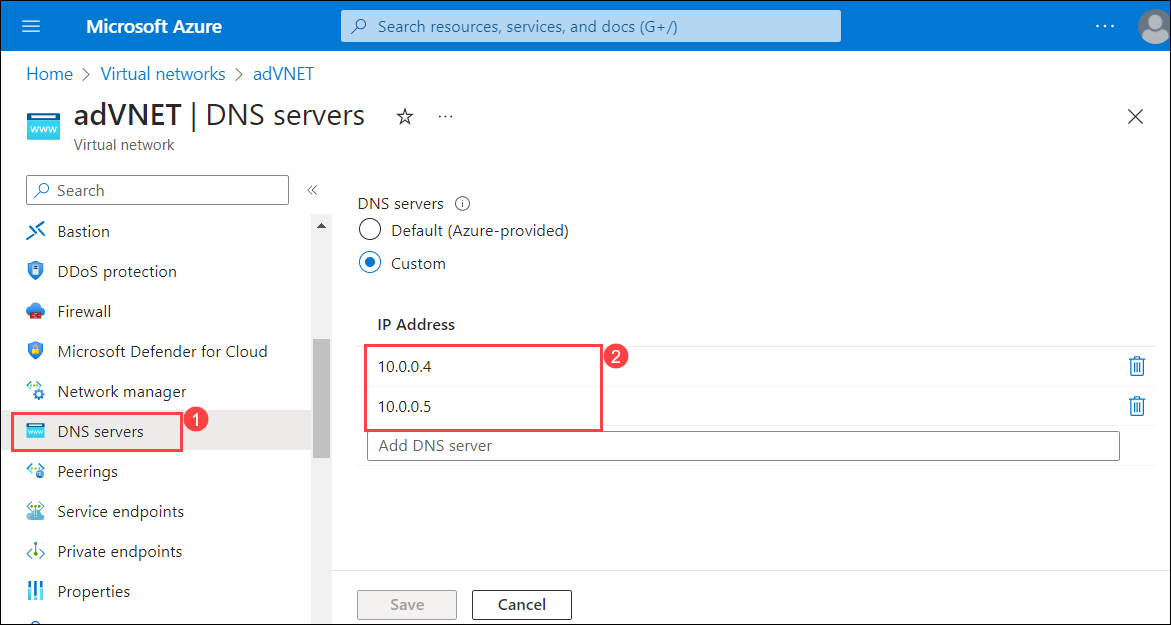 Microsoft Azure
Search resources, services, and docs (G+/)
Home > Virtual networks > adVNET
adVNET | DNS servers
Virtual network
Search
Bastion
DDoS protection
Firewall
Microsoft Defender for Cloud
Network manager
DNS servers
1
Peerings
Service endpoints
Private endpoints
Properties
DNS servers
Default (Azure-provided)
Custom
IP Address
10.0.0.4
2
10.0.0.5
Add DNS server
Save
Cancel